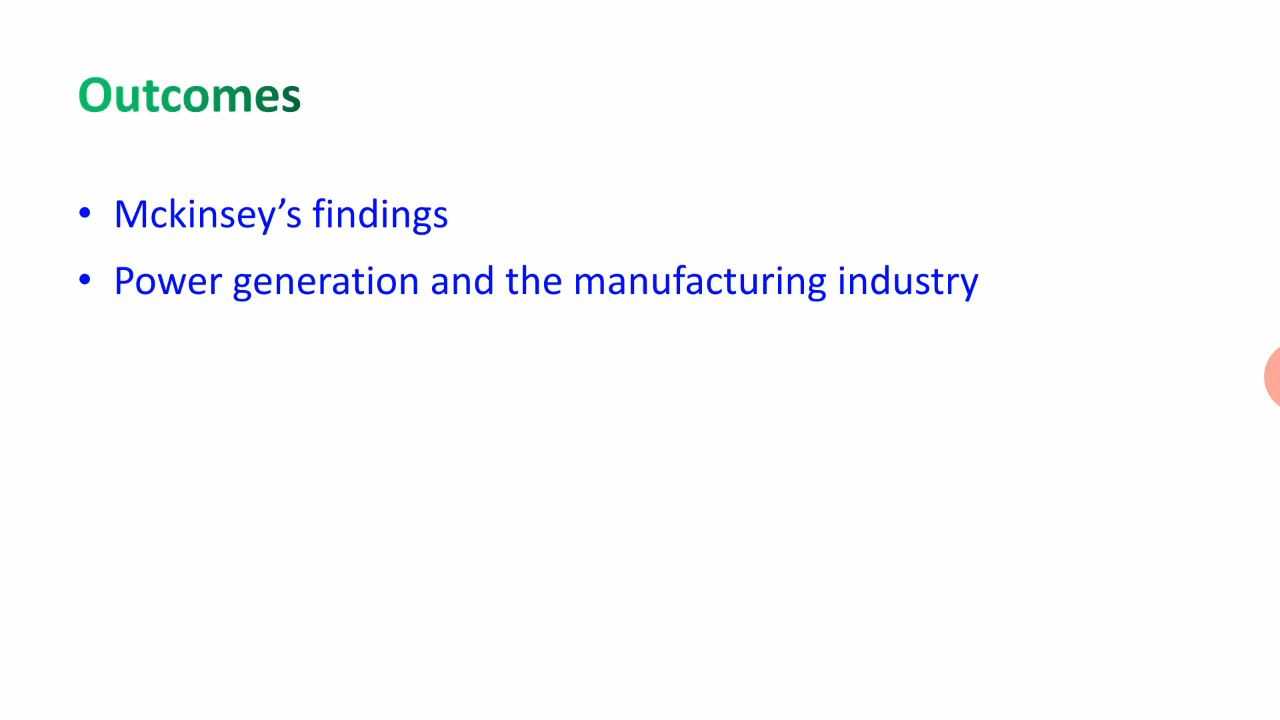 Outcomes
• Mckinsey’s findings
• Power generation and the manufacturing industry